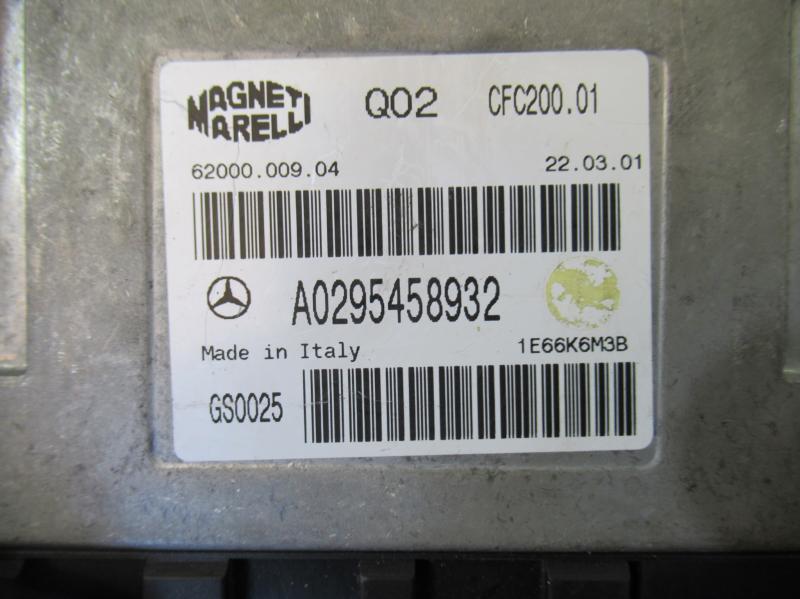 MAGNETI MARELLI Q02 CFC200.01
62000.009.04 22.03.01
A0295458932
Made in Italy 1E66K6M3B
GS0025